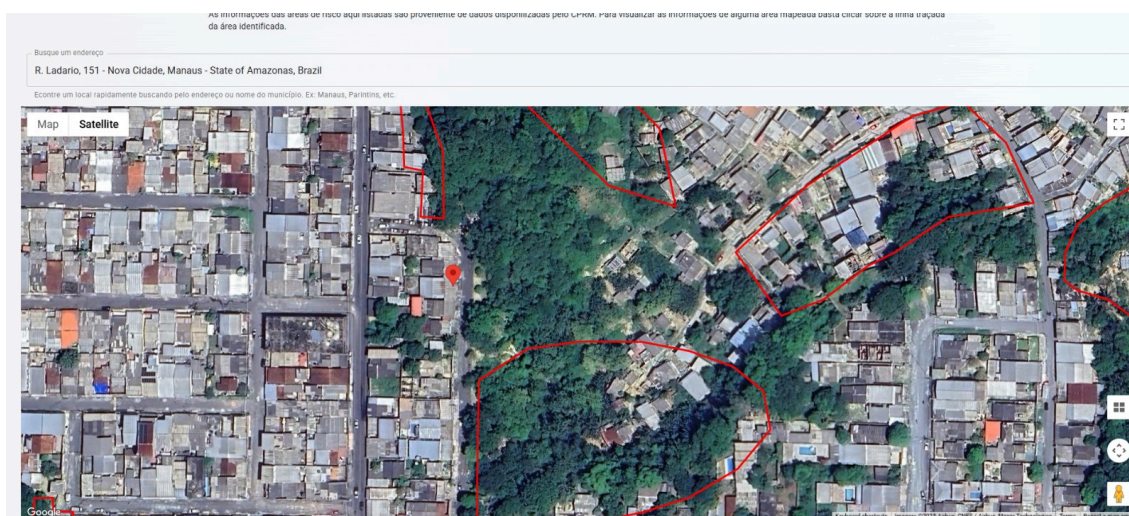 As informações das áreas de risco aqui listadas são proveniente de dados disponilizadas pelo CPRM. Para visualizar as informações de alguma área mapeada basta clicar sobre a linha traçada
da área identificada.
Busque um endereço
R. Ladario, 151 - Nova Cidade, Manaus - State of Amazonas, Brazil
Econtre um local rapidamente buscando pelo endereço ou nome do município. Ex: Manaus, Parintins, etc.
Map Satellite
Google